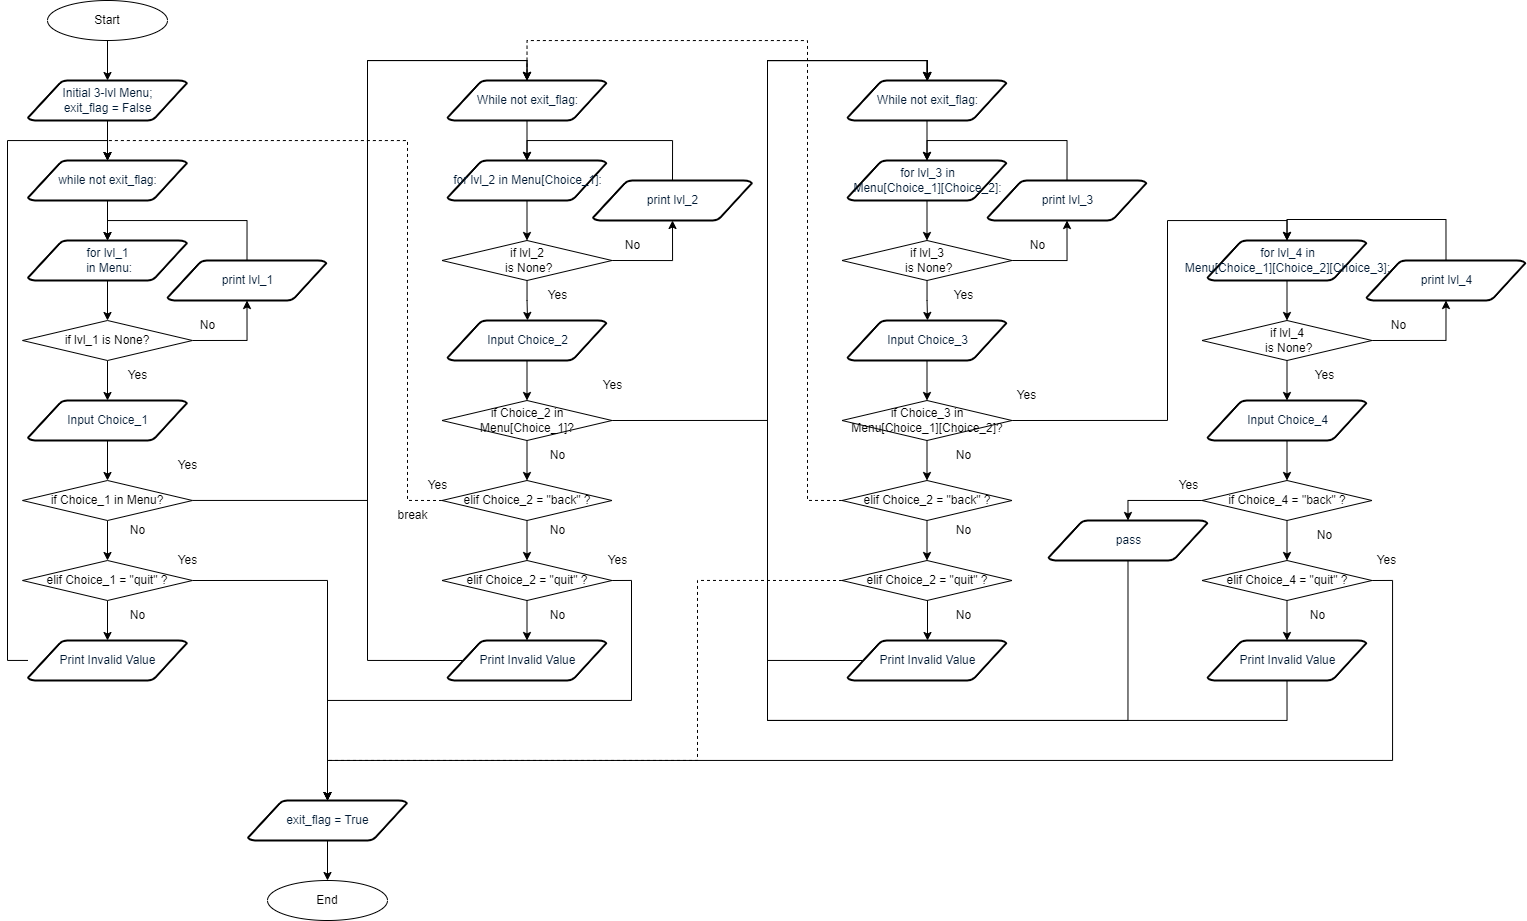 Start
Initial 3-lvl Menu;
exit_flag = False
while not exit_flag:
for lvl_1
in Menu:
print lvl_1
if lvl_1 is None?
No
Yes
Input Choice_1
Yes
if Choice_1 in Menu?
No
Yes
elif Choice_1 = "quit" ?
No
Print Invalid Value
While not exit_flag:
for lvl_2 in Menu[Choice_1]:
print lvl_2
if lvl_2
is None?
No
Yes
Input Choice_2
Yes
if Choice_2 in
Menu[Choice_1]?
No
Yes
elif Choice_2 = "back" ?
break
No
Yes
elif Choice_2 = "quit" ?
No
Print Invalid Value
While not exit_flag:
for lvl_3 in
Menu[Choice_1][Choice_2]:
print lvl_3
if lvl_3
is None?
No
Yes
Input Choice_3
Yes
if Choice_3 in
Menu[Choice_1][Choice_2]?
No
elif Choice_2 = "back" ?
No
elif Choice_2 = "quit" ?
No
Print Invalid Value
for lvl_4 in
Menu[Choice_1][Choice_2][Choice_3]:
print lvl_4
if lvl_4
is None?
No
Yes
Input Choice_4
Yes
if Choice_4 = "back" ?
pass
No
Yes
elif Choice_4 = "quit" ?
No
Print Invalid Value
exit_flag = True
End